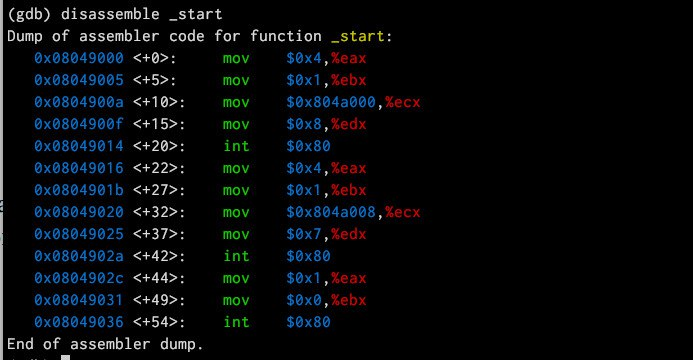 (gdb) disassemble _start
Dump of assembler code for function _start:
   0x08049000 <+0>:     mov    $0x4,%eax
   0x08049005 <+5>:     mov    $0x1,%ebx
   0x0804900a <+10>:    mov    $0x804a000,%ecx
   0x0804900f <+15>:    mov    $0x8,%edx
   0x08049014 <+20>:    int    $0x80
   0x08049016 <+22>:    mov    $0x4,%eax
   0x0804901b <+27>:    mov    $0x1,%ebx
   0x08049020 <+32>:    mov    $0x804a008,%ecx
   0x08049025 <+37>:    mov    $0x7,%edx
   0x0804902a <+42>:    int    $0x80
   0x0804902c <+44>:    mov    $0x1,%eax
   0x08049031 <+49>:    mov    $0x0,%ebx
   0x08049036 <+54>:    int    $0x80
End of assembler dump.